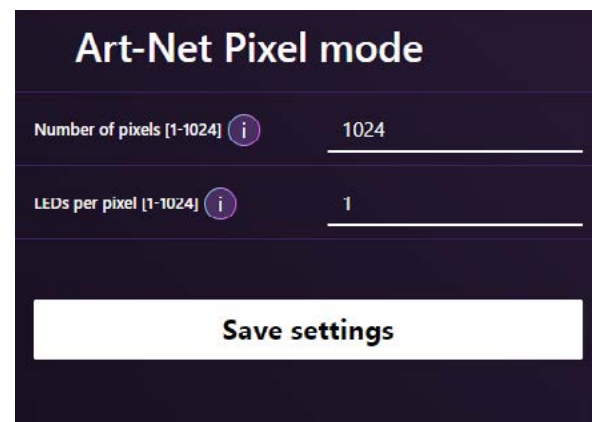 Art-Net Pixel mode
Number of pixels [1-1024] i 1024
LEDs per pixel [1-1024] i 1
Save settings